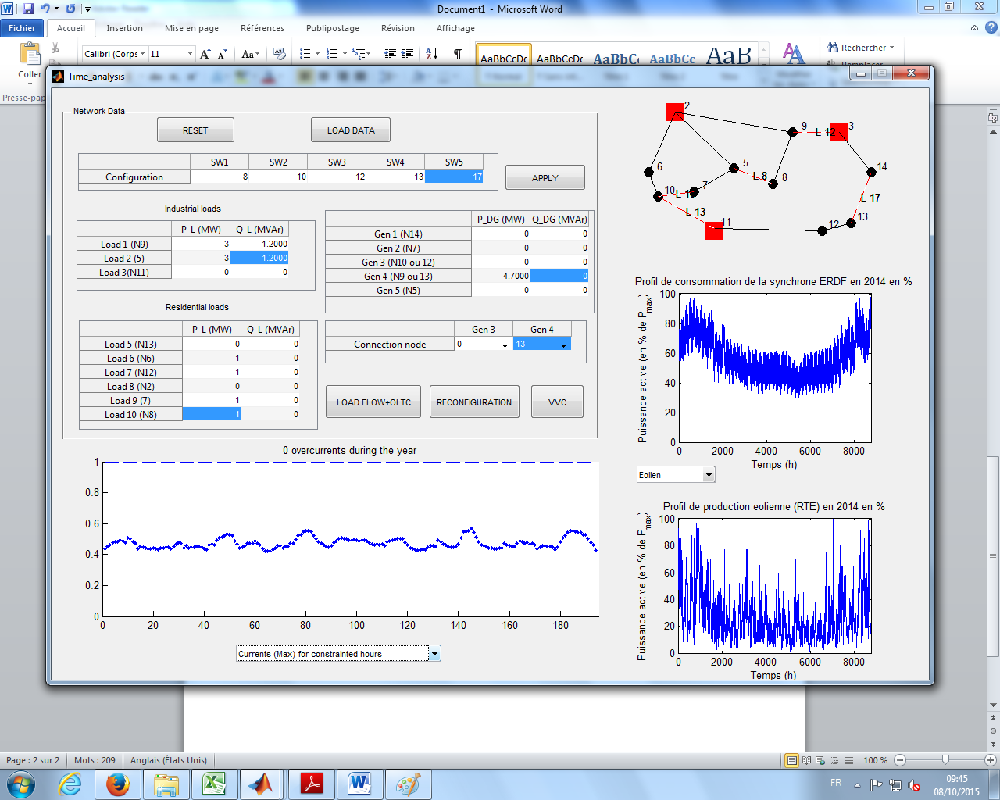 Document1 - Microsoft Word
Fichier Accueil Insertion Mise en page Références Publipostage Révision Affichage
Coller
Calibri (Corps 11
AaBbCcDc AaBbCcDc AaBbCc AaBbCc AaB
Rechercher
Presse-pap
Time_analysis
Network Data
RESET LOAD DATA
SW1 SW2 SW3 SW4 SW5
Configuration 8 10 12 13 17
APPLY
Industrial loads
P_L (MW) Q_L (MVAr)
Load 1 (N9) 3 1.2000
Load 2 (5) 3 1.2000
Load 3(N11) 0 0
P_DG (MW) Q_DG (MVAr)
Gen 1 (N14) 0 0
Gen 2 (N7) 0 0
Gen 3 (N10 ou 12) 0 0
Gen 4 (N9 ou 13) 4.7000 0
Gen 5 (N5) 0 0
Residential loads
P_L (MW) Q_L (MVAr)
Load 5 (N13) 0 0
Load 6 (N6) 1 0
Load 7 (N12) 1 0
Load 8 (N2) 0 0
Load 9 (7) 1 0
Load 10 (N8) 1 0
Gen 3 Gen 4
Connection node 0 13
LOAD FLOW+OLTC RECONFIGURATION VVC
0 overcurrents during the year
1
0.8
0.6
0.4
0.2
0
0 20 40 60 80 100 120 140 160 180
Currents (Max) for constrainted hours
2
9
L 12
3
6
5
L 8
8
14
10
L 1
7
L 13
L 17
11
12
13
Profil de consommation de la synchrone ERDF en 2014 en %
Puissance active (en % de Pmax)
100
80
60
40
20
0
0 2000 4000 6000 8000
Temps (h)
Eolien
Profil de production eolienne (RTE) en 2014 en %
Puissance active (en % de Pmax)
100
80
60
40
20
0
0 2000 4000 6000 8000
Temps (h)
Page : 2 sur 2 Mots : 209 Anglais (États Unis) 100 %
FR
09:45
08/10/2015